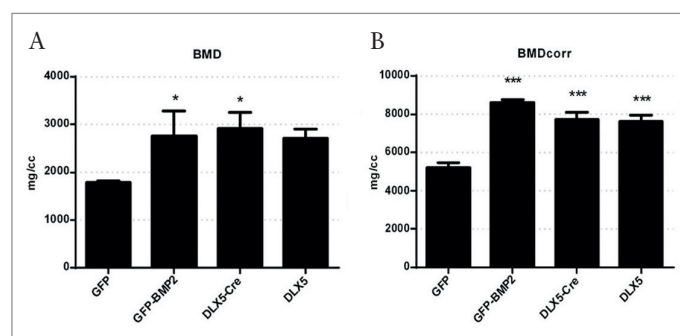 A
BMD
4000
3000
2000
1000
0
mg/cc
*
*
GFP
GFP-BMP2
DLX5-Cre
DLX5
B
BMDcorr
10000
8000
6000
4000
2000
0
mg/cc
***
***
***
GFP
GFP-BMP2
DLX5-Cre
DLX5